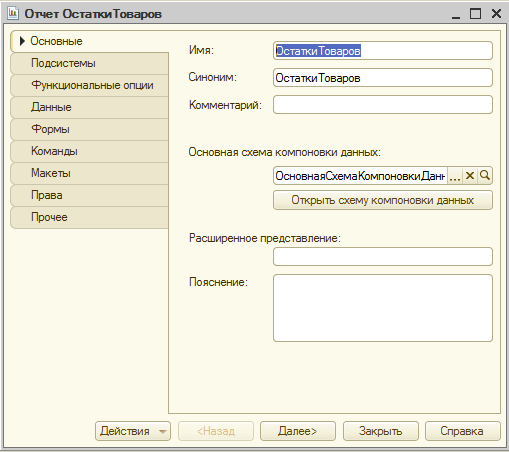 Отчет ОстаткиТоваров
Основные
Подсистемы
Функциональные опции
Данные
Формы
Команды
Макеты
Права
Прочее
Имя: ОстаткиТоваров
Синоним: ОстаткиТоваров
Комментарий:
Основная схема компоновки данных:
ОсновнаяСхемаКомпоновкиДанн ...
Открыть схему компоновки данных
Расширенное представление:
Пояснение:
Действия <Назад Далее> Закрыть Справка